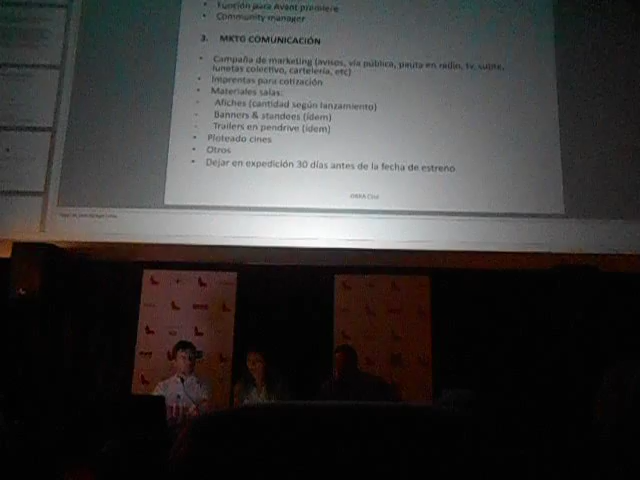 • Función para Avant premiere
• Community manager
3. MKTG COMUNICACIÓN
• Campaña de marketing (avisos, vía pública, pauta en radio, tv, subte,
lunetas colectivo, cartelería, etc)
• Imprentas para cotización
• Materiales salas:
- Afiches (cantidad según lanzamiento)
- Banners & standees (ídem)
- Trailers en pendrive (ídem)
• Ploteado cines
• Otros
• Dejar en expedición 30 días antes de la fecha de estreno